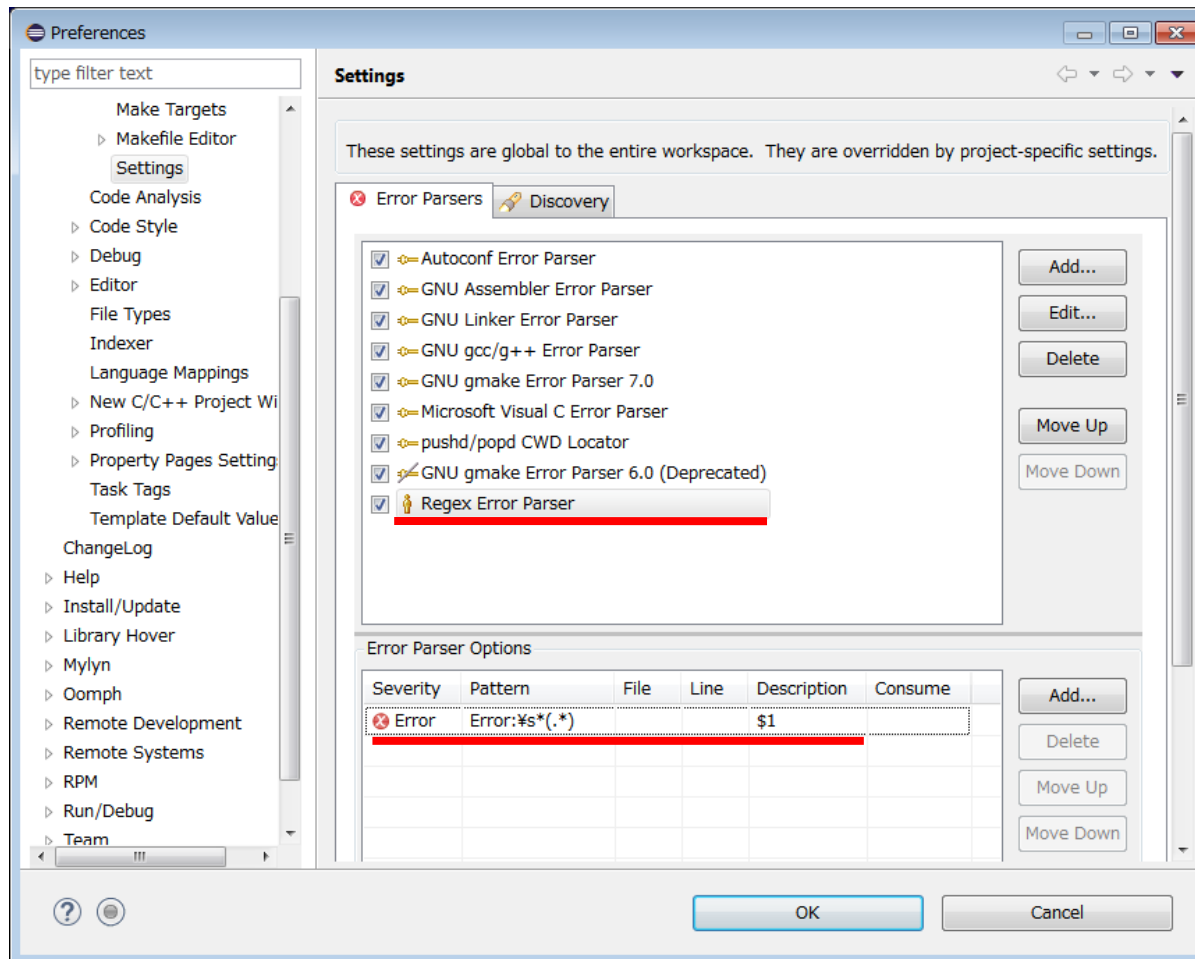 Preferences
type filter text
Make Targets
Makefile Editor
Settings
Code Analysis
Code Style
Debug
Editor
File Types
Indexer
Language Mappings
New C/C++ Project Wi
Profiling
Property Pages Setting
Task Tags
Template Default Value
ChangeLog
Help
Install/Update
Library Hover
Mylyn
Oomph
Remote Development
Remote Systems
RPM
Run/Debug
Team
Settings
These settings are global to the entire workspace.  They are overridden by project-specific settings.
Error Parsers
Discovery
Autoconf Error Parser
GNU Assembler Error Parser
GNU Linker Error Parser
GNU gcc/g++ Error Parser
GNU gmake Error Parser 7.0
Microsoft Visual C Error Parser
pushd/popd CWD Locator
GNU gmake Error Parser 6.0 (Deprecated)
Regex Error Parser
Add...
Edit...
Delete
Move Up
Move Down
Error Parser Options
Severity Pattern File Line Description Consume
Error Error:¥s*(.*) $1
Add...
Delete
Move Up
Move Down
OK
Cancel